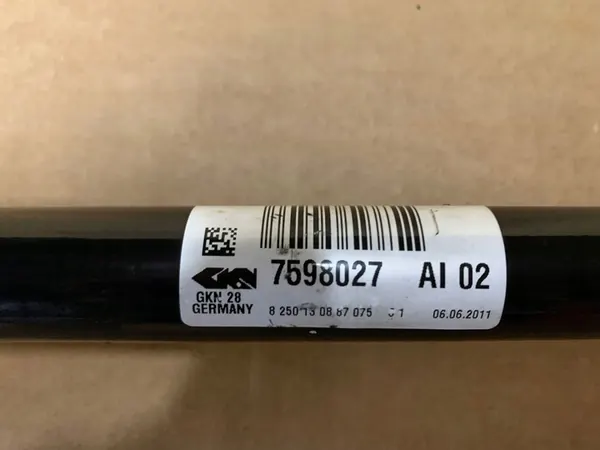 GKN
7598027 AI 02
GKN 28
GERMANY
8 250 13 08 87 075 06.06.2011